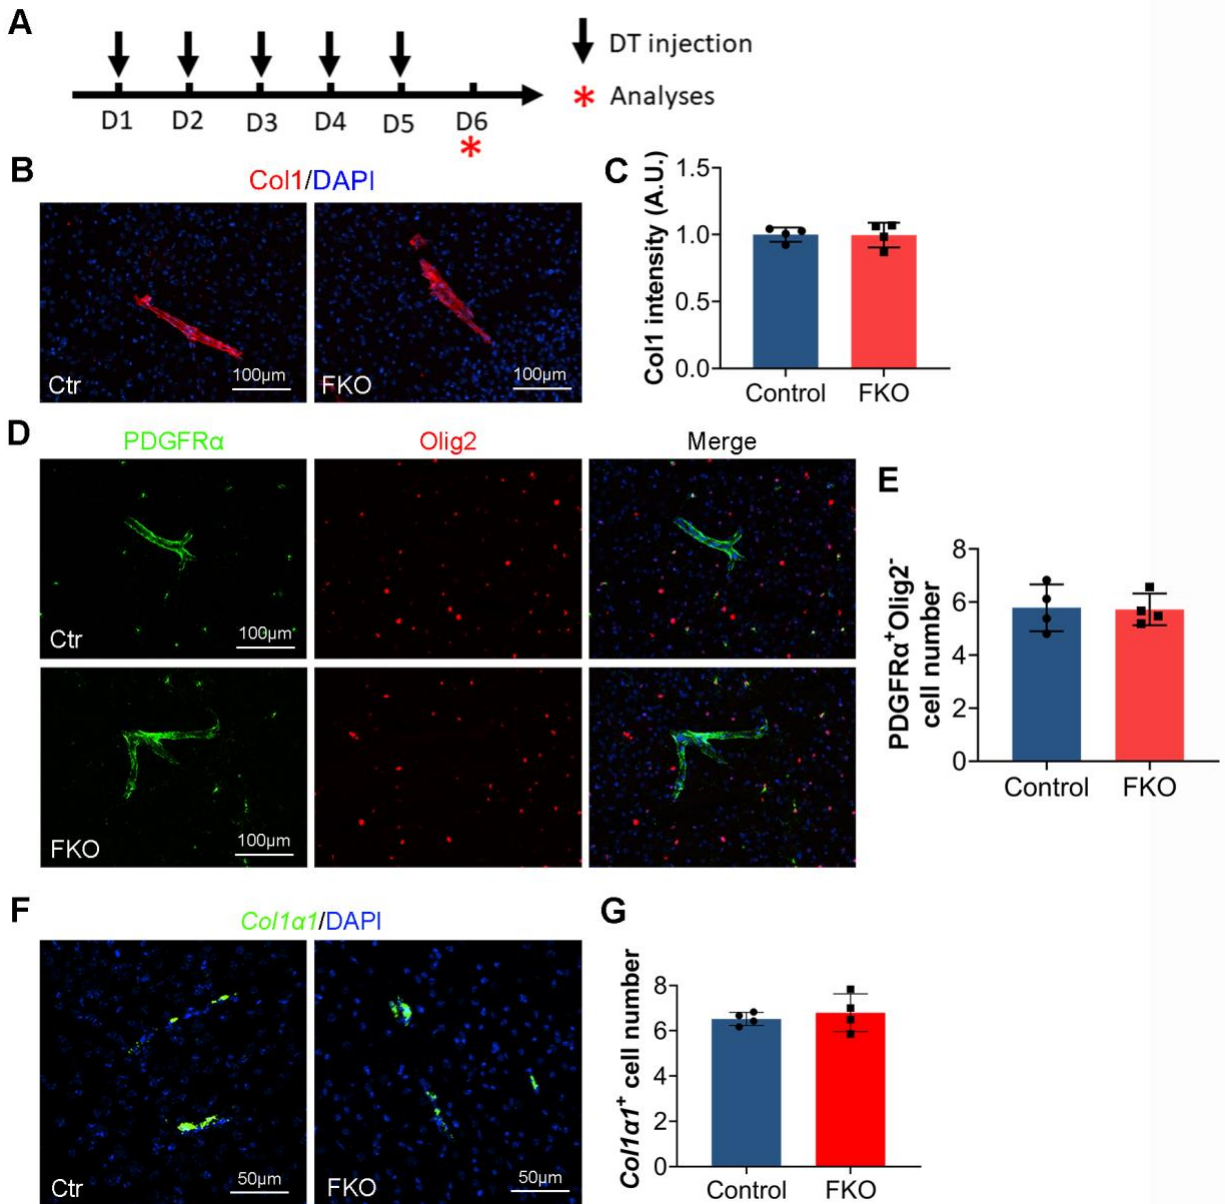 A
DT injection
* Analyses
D1 D2 D3 D4 D5 D6
*
B
Col1/DAPI
Ctr
100μm
FKO
100μm
C
Col1 intensity (A.U.)
1.5
1.0
0.5
0.0
Control FKO
D
PDGFRα Olig2 Merge
Ctr
100μm
FKO
100μm
E
PDGFRα⁺Olig2⁻
cell number
8
6
4
2
0
Control FKO
F
Col1α1/DAPI
Ctr
50μm
FKO
50μm
G
Col1α1⁺ cell number
8
6
4
2
0
Control FKO